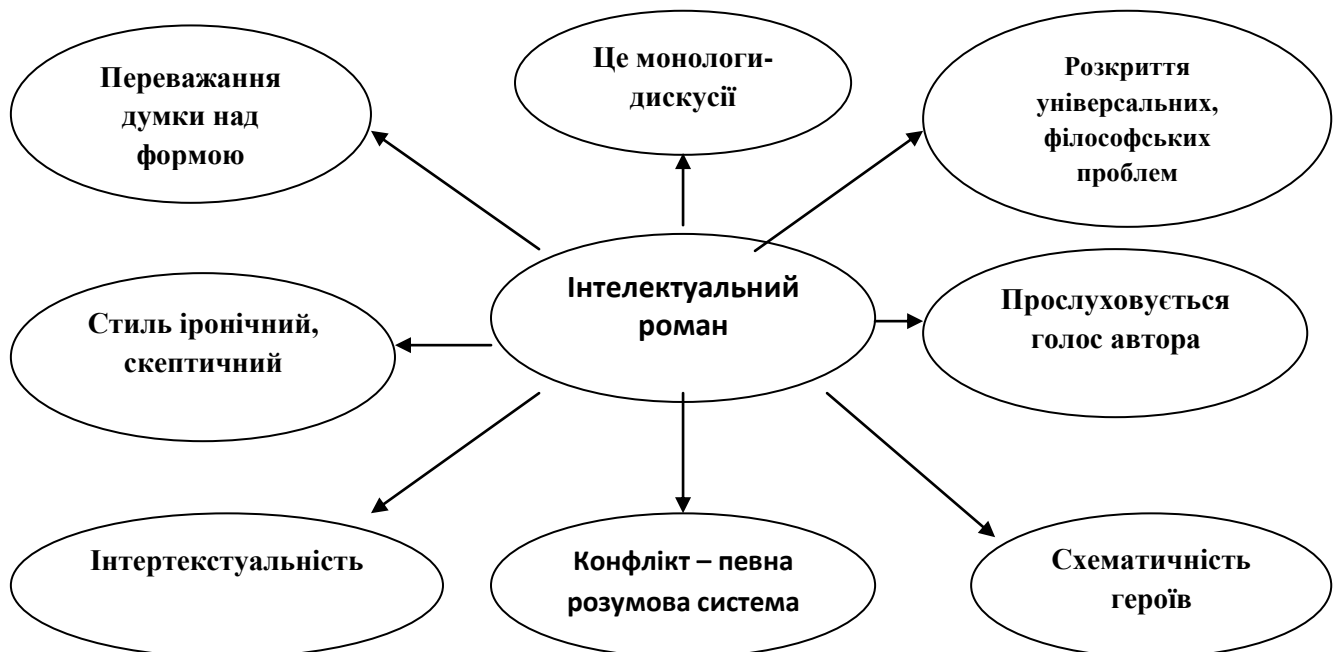 Переважання
думки над
формою
Це монологи-
дискусії
Розкриття
універсальних,
філософських
проблем
Інтелектуальний
роман
Стиль іронічний,
скептичний
Прослуховується
голос автора
Інтертекстуальність
Конфлікт – певна
розумова система
Схематичність
героїв